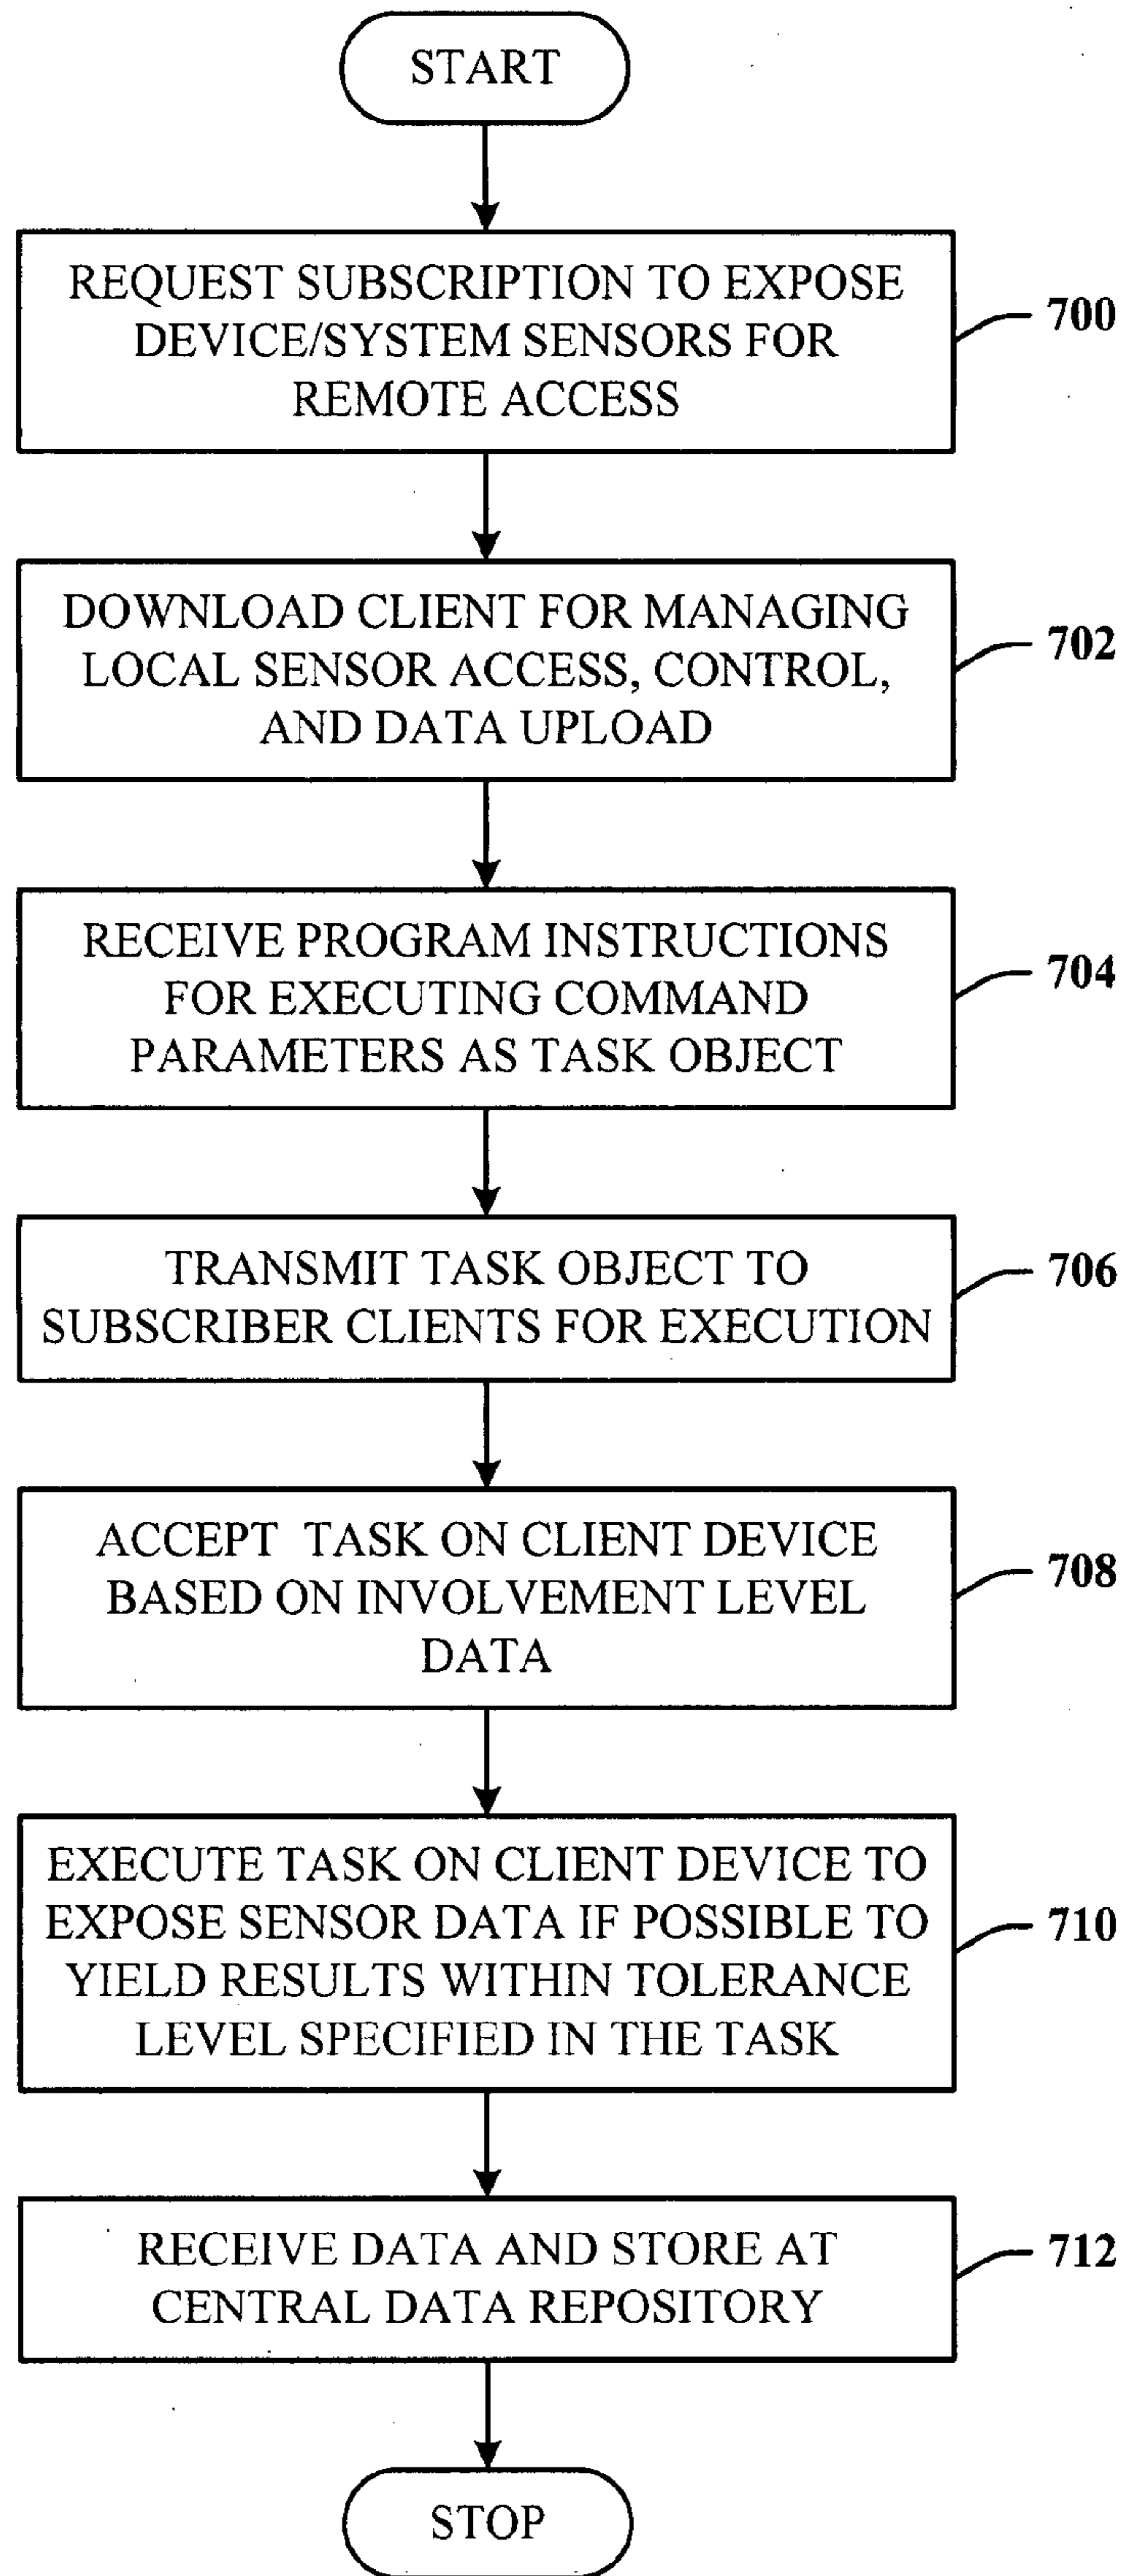 START
REQUEST SUBSCRIPTION TO EXPOSE
DEVICE/SYSTEM SENSORS FOR
REMOTE ACCESS
700
DOWNLOAD CLIENT FOR MANAGING
LOCAL SENSOR ACCESS, CONTROL,
AND DATA UPLOAD
702
RECEIVE PROGRAM INSTRUCTIONS
FOR EXECUTING COMMAND
PARAMETERS AS TASK OBJECT
704
TRANSMIT TASK OBJECT TO
SUBSCRIBER CLIENTS FOR EXECUTION
706
ACCEPT TASK ON CLIENT DEVICE
BASED ON INVOLVEMENT LEVEL
DATA
708
EXECUTE TASK ON CLIENT DEVICE TO
EXPOSE SENSOR DATA IF POSSIBLE TO
YIELD RESULTS WITHIN TOLERANCE
LEVEL SPECIFIED IN THE TASK
710
RECEIVE DATA AND STORE AT
CENTRAL DATA REPOSITORY
712
STOP